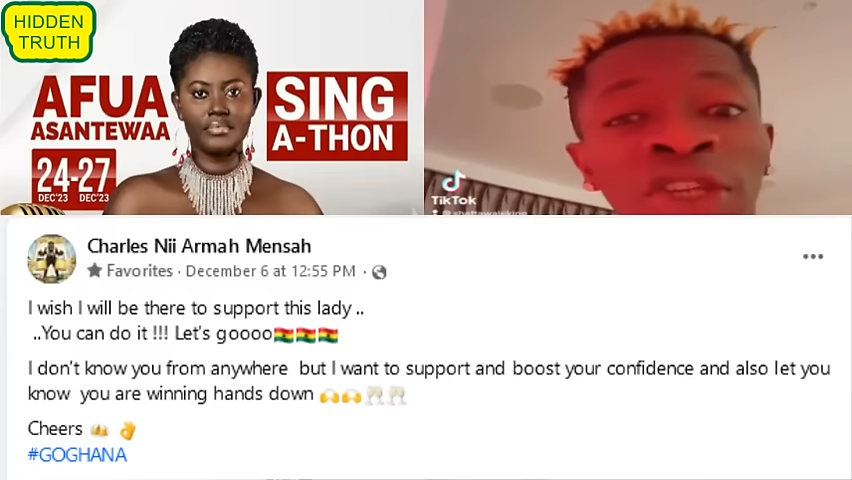 HIDDEN
TRUTH
AFUA
ASANTEWAA
24-27
DEC'23 DEC'23
SING
A-THON
TikTok
@shattawaleking
Charles Nii Armah Mensah
Favorites · December 6 at 12:55 PM ·
I wish I will be there to support this lady ..
..You can do it !!! Let's goooo🇬🇭🇬🇭🇬🇭
I don't know you from anywhere but I want to support and boost your confidence and also let you
know you are winning hands down 🙌🙌🥂🥂
Cheers 👏 👌
#GOGHANA